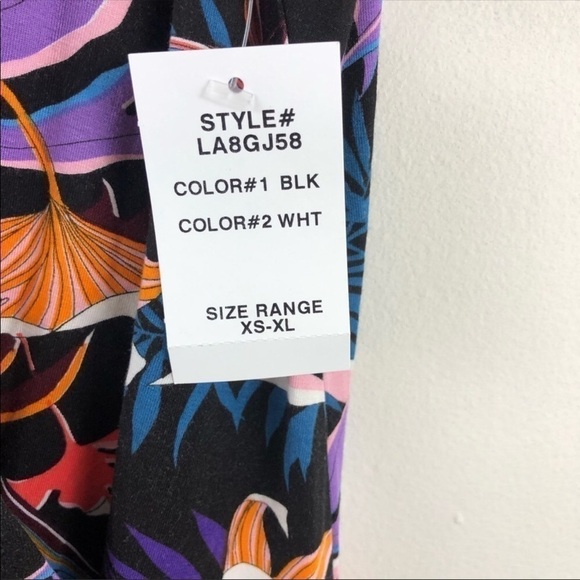 STYLE#
LA8GJ58
COLOR#1 BLK
COLOR#2 WHT
SIZE RANGE
XS-XL